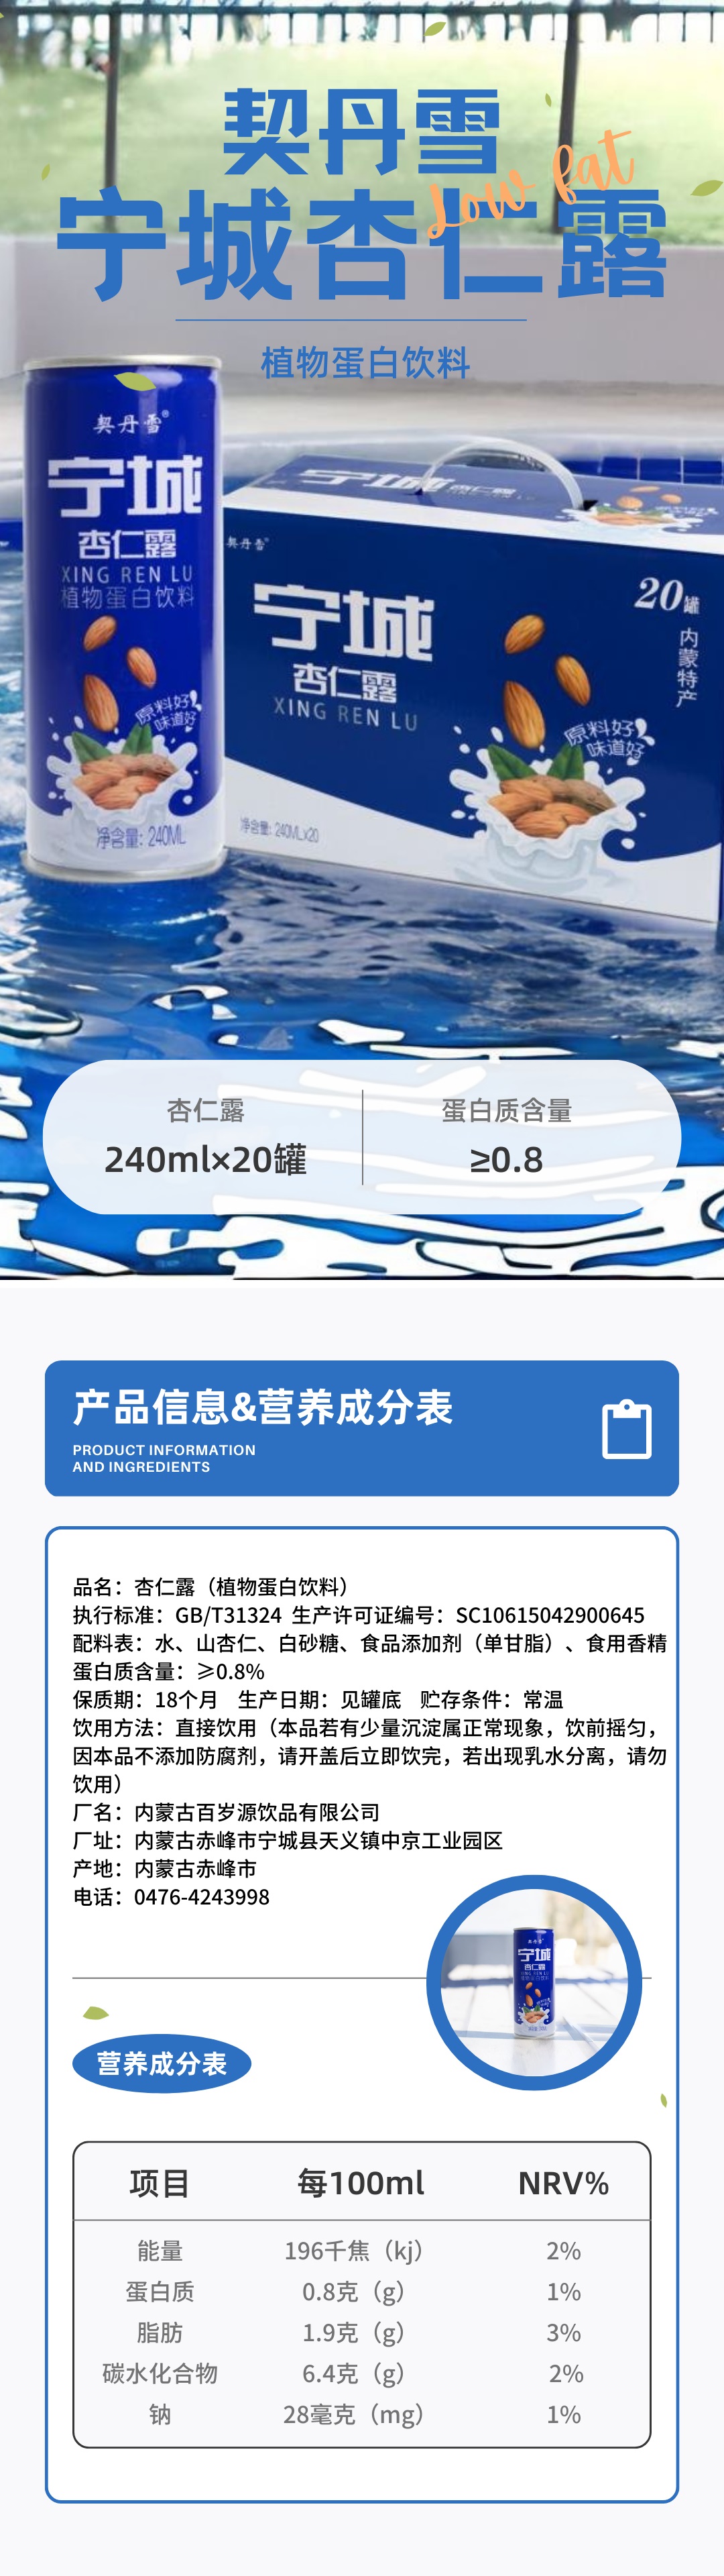 契丹雪
Low fat
宁城杏仁露
植物蛋白饮料
契丹雪®
宁城
杏仁露
XING REN LU
植物蛋白饮料
原料好
味道好
净含量: 240ML
宁城
杏仁露
契丹雪®
20罐
内蒙特产
宁城
杏仁露
XING REN LU
原料好
味道好
净含量: 240MLx20
杏仁露
240ml×20罐
蛋白质含量
≥0.8
产品信息&营养成分表
PRODUCT INFORMATION
AND INGREDIENTS
品名：杏仁露（植物蛋白饮料）
执行标准：GB/T31324 生产许可证编号：SC10615042900645
配料表：水、山杏仁、白砂糖、食品添加剂（单甘脂）、食用香精
蛋白质含量：≥0.8%
保质期：18个月 生产日期：见罐底 贮存条件：常温
饮用方法：直接饮用（本品若有少量沉淀属正常现象，饮前摇匀，
因本品不添加防腐剂，请开盖后立即饮完，若出现乳水分离，请勿
饮用）
厂名：内蒙古百岁源饮品有限公司
厂址：内蒙古赤峰市宁城县天义镇中京工业园区
产地：内蒙古赤峰市
电话：0476-4243998
宁城
杏仁露
营养成分表
项目 每100ml NRV%
能量 196千焦（kj） 2%
蛋白质 0.8克（g） 1%
脂肪 1.9克（g） 3%
碳水化合物 6.4克（g） 2%
钠 28毫克（mg） 1%